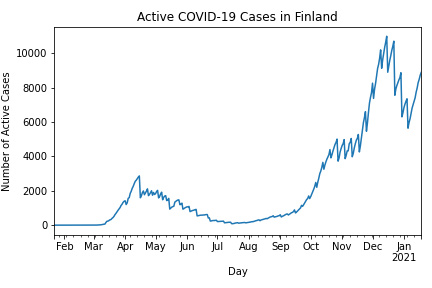 Active COVID-19 Cases in Finland
Number of Active Cases
10000
8000
6000
4000
2000
0
Feb Mar Apr May Jun Jul Aug Sep Oct Nov Dec Jan
2021
Day